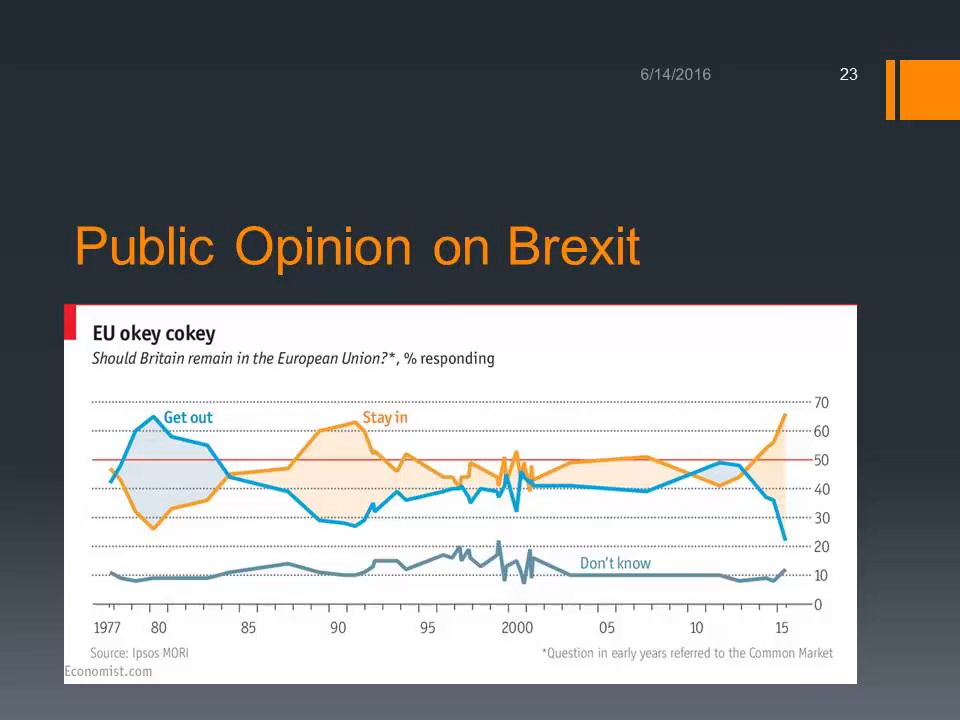 6/14/2016 23
Public Opinion on Brexit
EU okey cokey
Should Britain remain in the European Union?*, % responding
70
Get out Stay in
60
50
40
30
20
Don't know
10
0
1977 80 85 90 95 2000 05 10 15
Source: Ipsos MORI *Question in early years referred to the Common Market
Economist.com